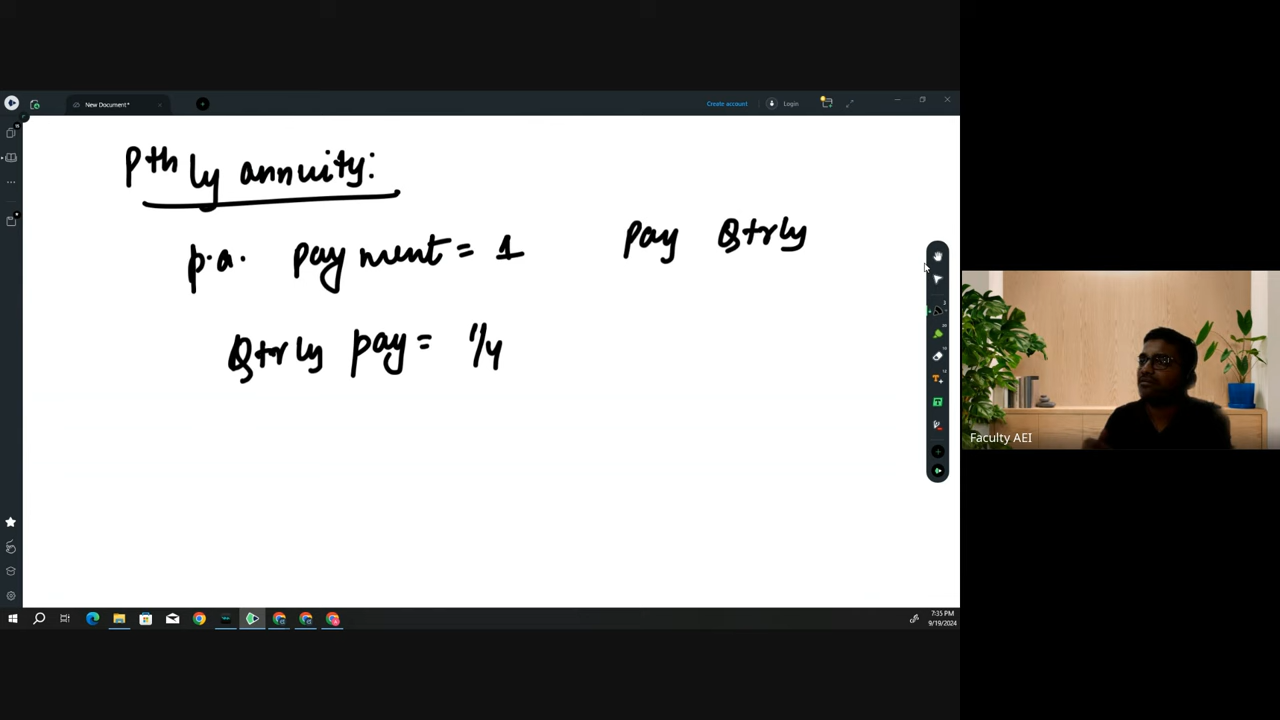 New Document*
Create account
Login
Pthly annuity:
p.a. payment = 1 pay Qtrly
Qtrly pay = 1/4
Faculty AEI
7:35 PM
9/19/2024